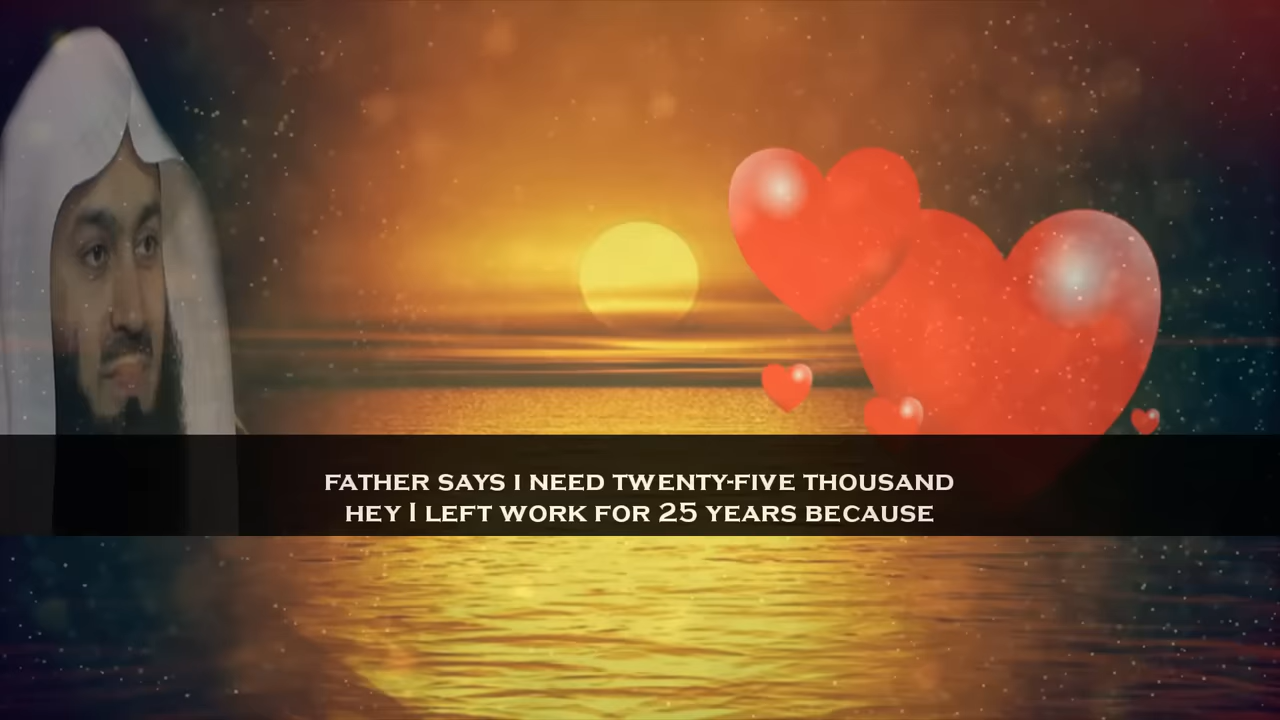 FATHER SAYS I NEED TWENTY-FIVE THOUSAND
HEY I LEFT WORK FOR 25 YEARS BECAUSE